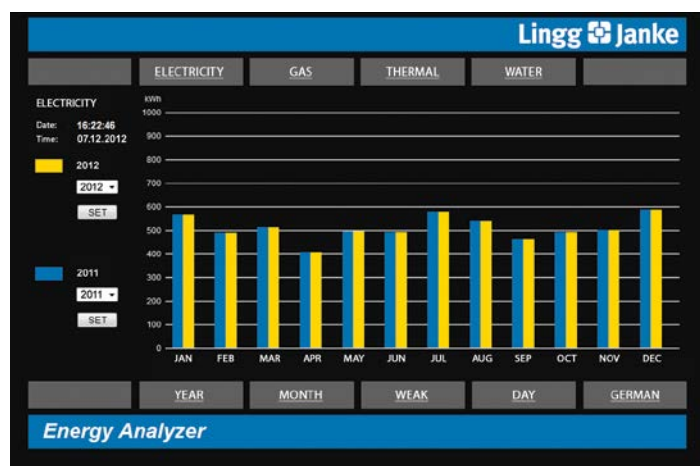 Lingg Janke
ELECTRICITY GAS THERMAL WATER
ELECTRICITY
Date: 16:22:46
Time: 07.12.2012
2012
2012
SET
2011
2011
SET
kWh
1000
900
800
700
600
500
400
300
200
100
0
JAN FEB MAR APR MAY JUN JUL AUG SEP OCT NOV DEC
YEAR MONTH WEAK DAY GERMAN
Energy Analyzer